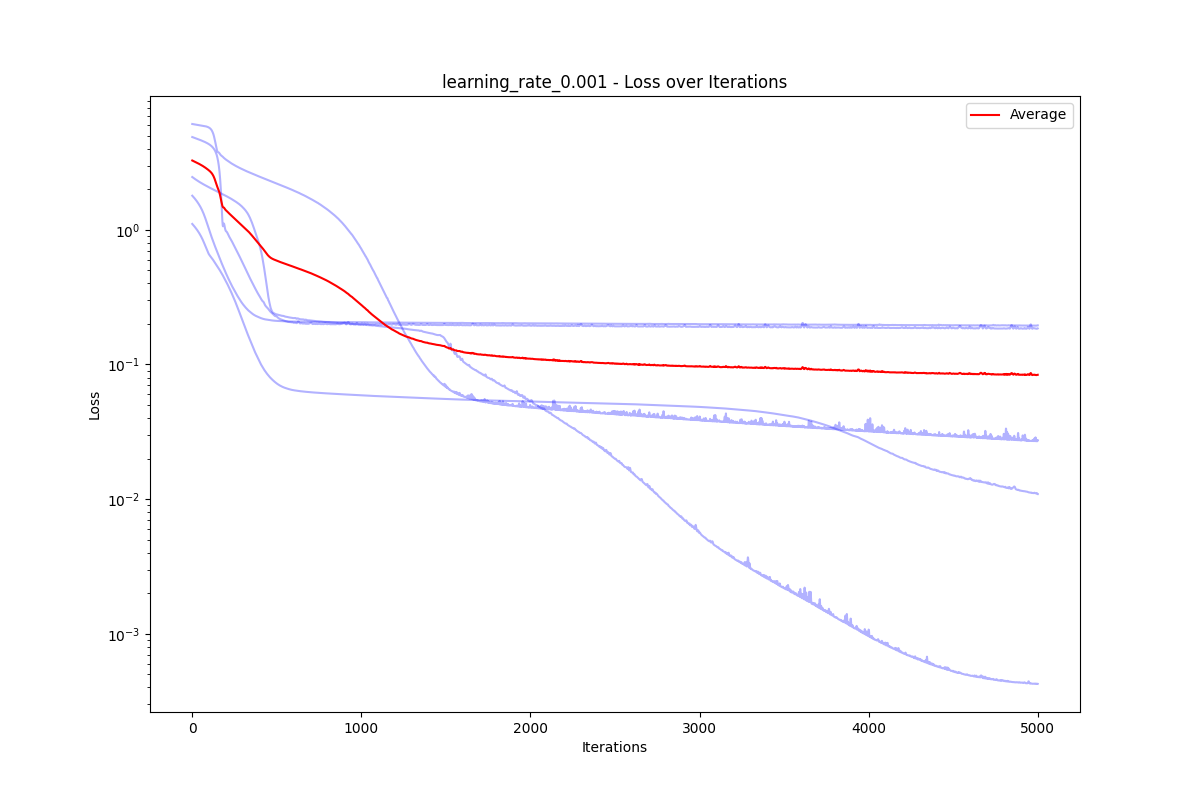 learning_rate_0.001 - Loss over Iterations
Average
Loss
10⁰
10⁻¹
10⁻²
10⁻³
0 1000 2000 3000 4000 5000
Iterations